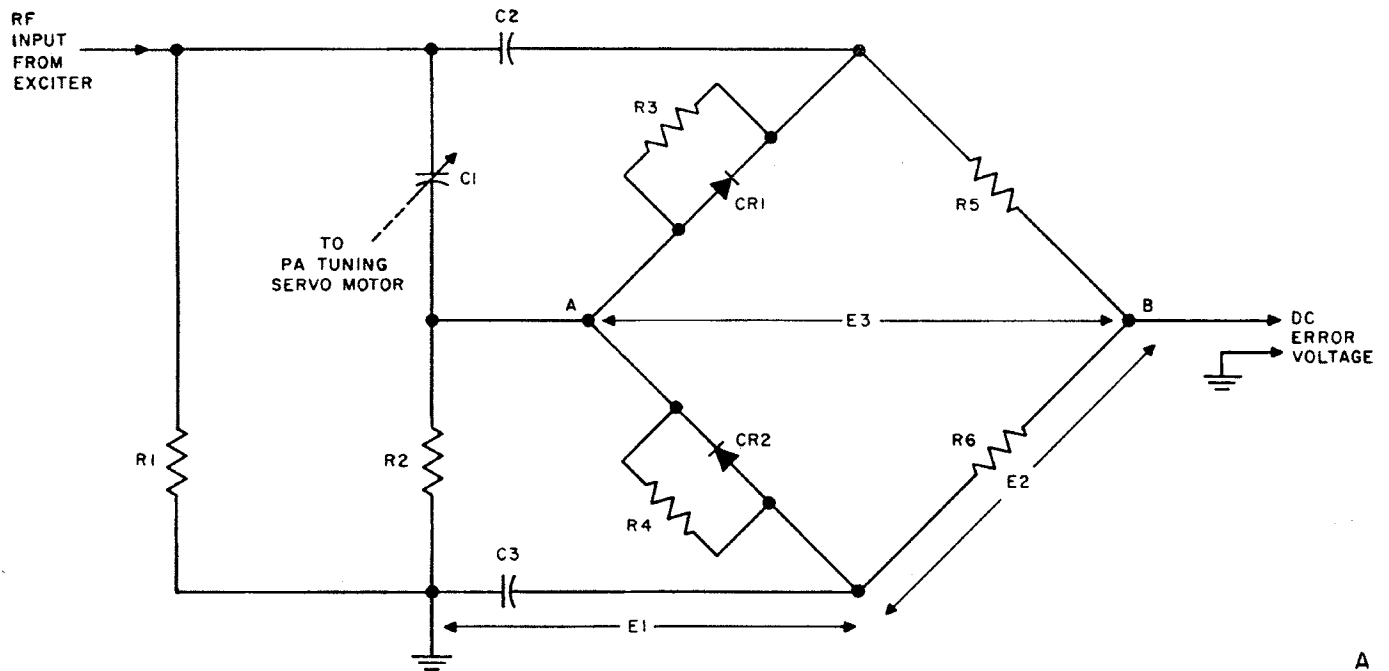 RF
INPUT
FROM
EXCITER
C2
R3
C1
CR1
R5
TO
PA TUNING
SERVO MOTOR
A
E3
B
DC
ERROR
VOLTAGE
R1
R2
CR2
R4
R6
E2
C3
E1
A